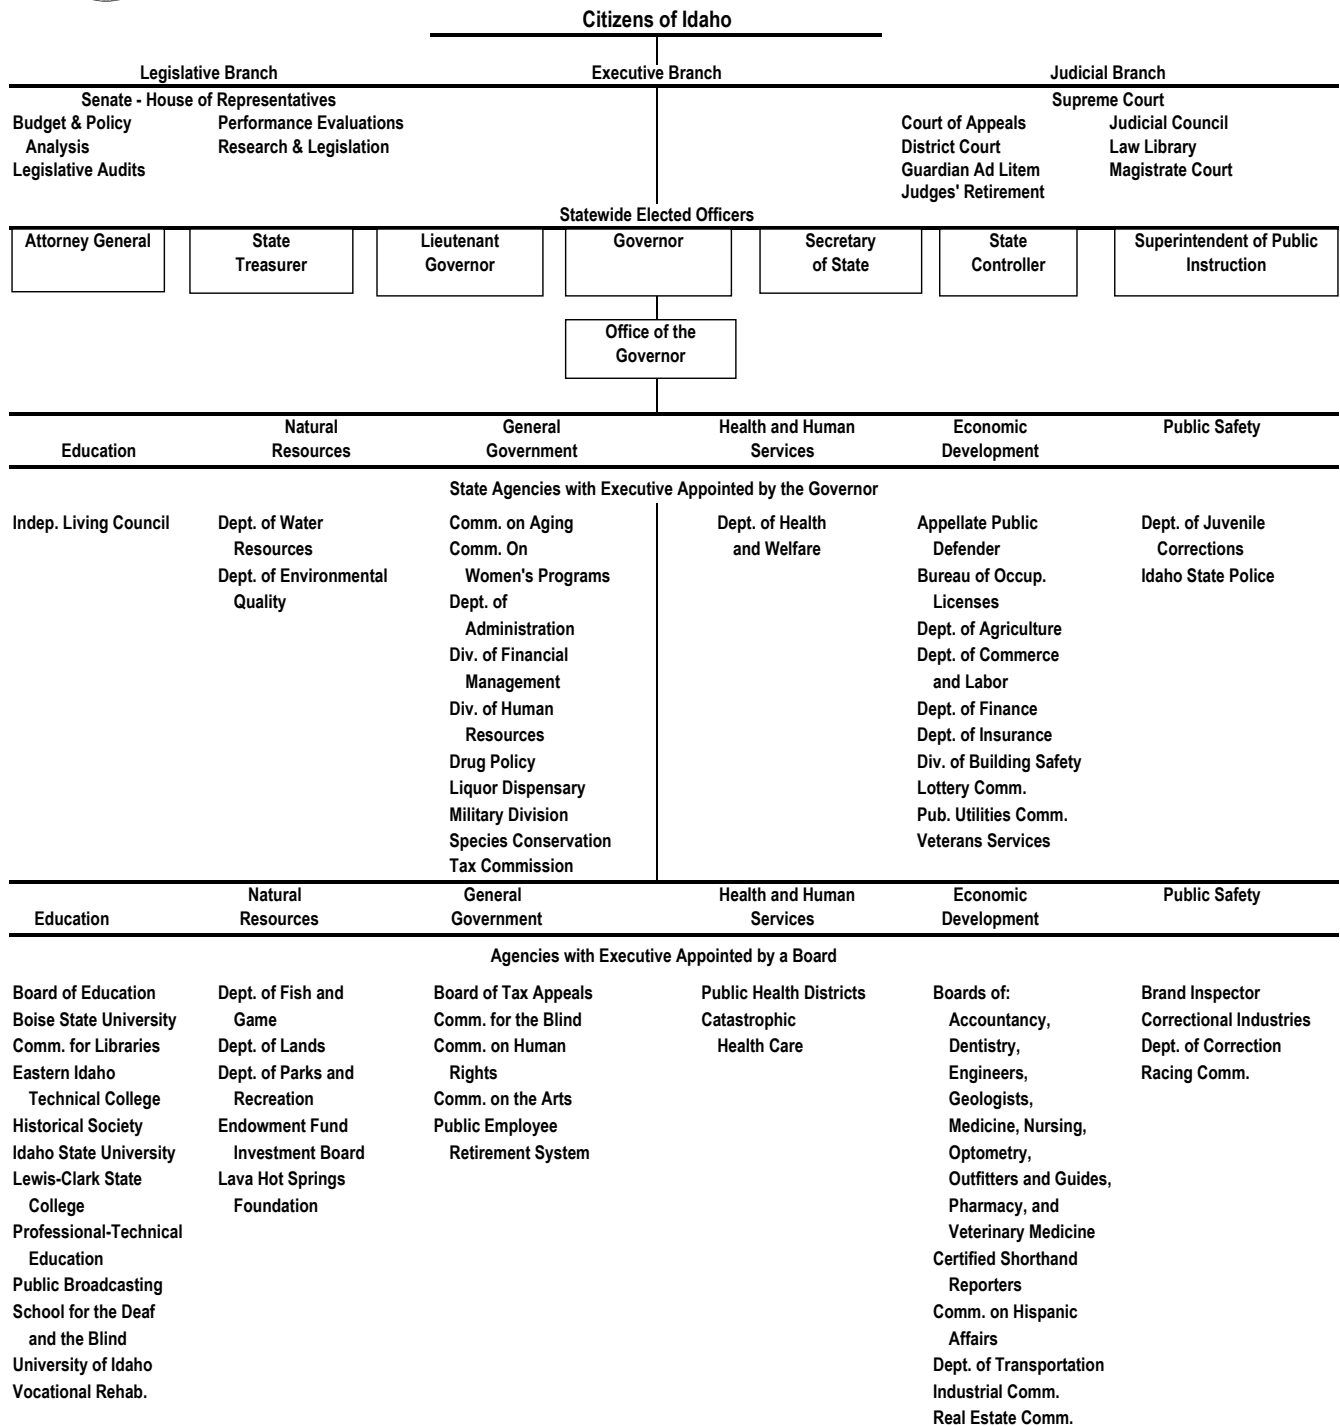 Citizens of Idaho
Legislative Branch
Executive Branch
Judicial Branch
Senate - House of Representatives
Budget & Policy
Analysis
Legislative Audits
Performance Evaluations
Research & Legislation
Supreme Court
Court of Appeals
District Court
Guardian Ad Litem
Judges' Retirement
Judicial Council
Law Library
Magistrate Court
Statewide Elected Officers
Attorney General
State
Treasurer
Lieutenant
Governor
Governor
Secretary
of State
State
Controller
Superintendent of Public
Instruction
Office of the
Governor
Education
Natural
Resources
General
Government
Health and Human
Services
Economic
Development
Public Safety
State Agencies with Executive Appointed by the Governor
Indep. Living Council
Dept. of Water
Resources
Dept. of Environmental
Quality
Comm. on Aging
Comm. On
Women's Programs
Dept. of
Administration
Div. of Financial
Management
Div. of Human
Resources
Drug Policy
Liquor Dispensary
Military Division
Species Conservation
Tax Commission
Dept. of Health
and Welfare
Appellate Public
Defender
Bureau of Occup.
Licenses
Dept. of Agriculture
Dept. of Commerce
and Labor
Dept. of Finance
Dept. of Insurance
Div. of Building Safety
Lottery Comm.
Pub. Utilities Comm.
Veterans Services
Dept. of Juvenile
Corrections
Idaho State Police
Education
Natural
Resources
General
Government
Health and Human
Services
Economic
Development
Public Safety
Agencies with Executive Appointed by a Board
Board of Education
Boise State University
Comm. for Libraries
Eastern Idaho
Technical College
Historical Society
Idaho State University
Lewis-Clark State
College
Professional-Technical
Education
Public Broadcasting
School for the Deaf
and the Blind
University of Idaho
Vocational Rehab.
Dept. of Fish and
Game
Dept. of Lands
Dept. of Parks and
Recreation
Endowment Fund
Investment Board
Lava Hot Springs
Foundation
Board of Tax Appeals
Comm. for the Blind
Comm. on Human
Rights
Comm. on the Arts
Public Employee
Retirement System
Public Health Districts
Catastrophic
Health Care
Boards of:
Accountancy,
Dentistry,
Engineers,
Geologists,
Medicine, Nursing,
Optometry,
Outfitters and Guides,
Pharmacy, and
Veterinary Medicine
Certified Shorthand
Reporters
Comm. on Hispanic
Affairs
Dept. of Transportation
Industrial Comm.
Real Estate Comm.
Brand Inspector
Correctional Industries
Dept. of Correction
Racing Comm.